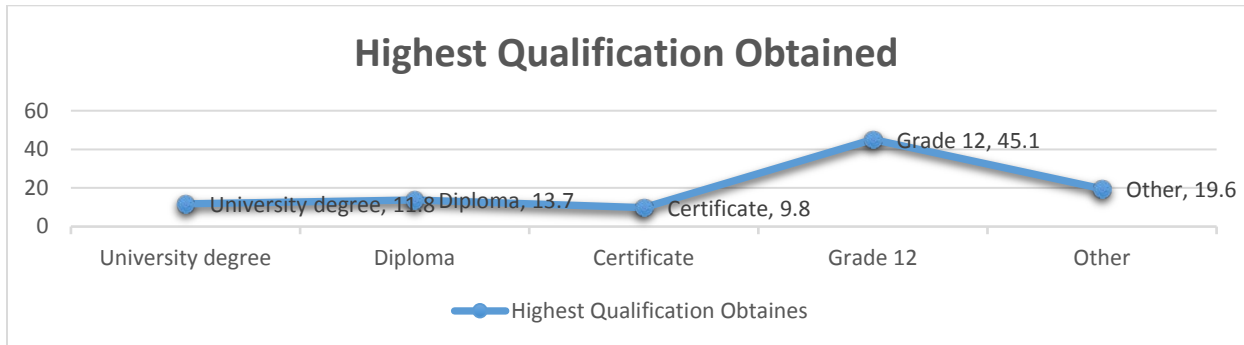 Highest Qualification Obtained
60
40
20
0
University degree, 11.8
Diploma, 13.7
Certificate, 9.8
Grade 12, 45.1
Other, 19.6
University degree
Diploma
Certificate
Grade 12
Other
Highest Qualification Obtaines